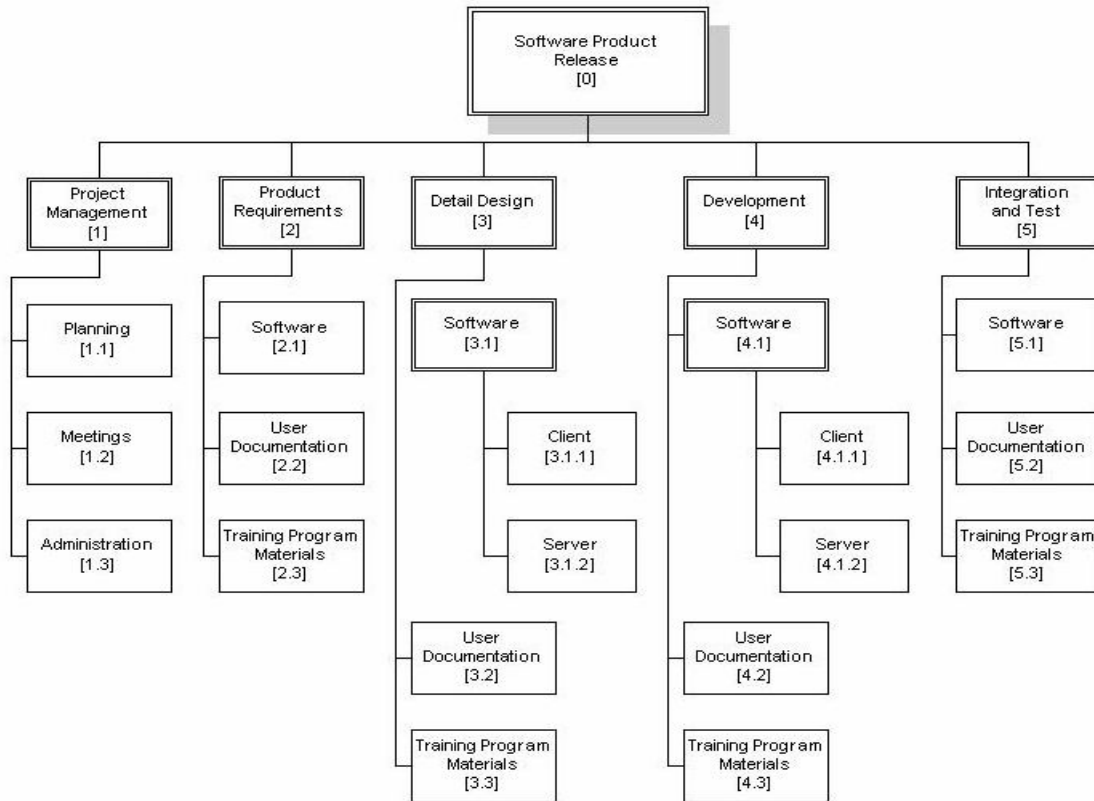 Software Product
Release
[0]
Project
Management
[1]
Product
Requirements
[2]
Detail Design
[3]
Development
[4]
Integration
and Test
[5]
Planning
[1.1]
Meetings
[1.2]
Administration
[1.3]
Software
[2.1]
User
Documentation
[2.2]
Training Program
Materials
[2.3]
Software
[3.1]
Client
[3.1.1]
Server
[3.1.2]
User
Documentation
[3.2]
Training Program
Materials
[3.3]
Software
[4.1]
Client
[4.1.1]
Server
[4.1.2]
User
Documentation
[4.2]
Training Program
Materials
[4.3]
Software
[5.1]
User
Documentation
[5.2]
Training Program
Materials
[5.3]